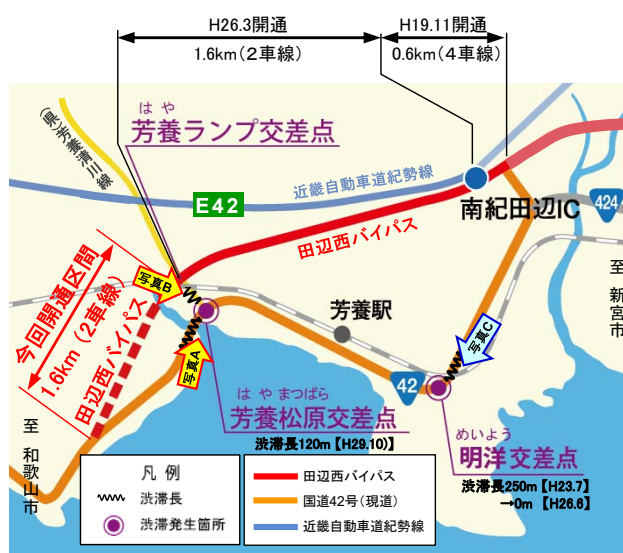 H26.3開通
H19.11開通
1.6km(2車線)
0.6km(4車線)
はや
芳養ランプ交差点
(県)芳養清川線
近畿自動車道紀勢線
E42
南紀田辺IC
424
田辺西バイパス
至 新宮市
今回開通区間
1.6km(2車線)
田辺西バイパス
写真B
写真A
写真C
芳養駅
42
はやまつばら
芳養松原交差点
渋滞長120m【H29.10)】
めいよう
明洋交差点
渋滞長250m【H23.7】
→0m【H26.6】
至 和歌山市
凡例
渋滞長
渋滞発生箇所
田辺西バイパス
国道42号(現道)
近畿自動車道紀勢線